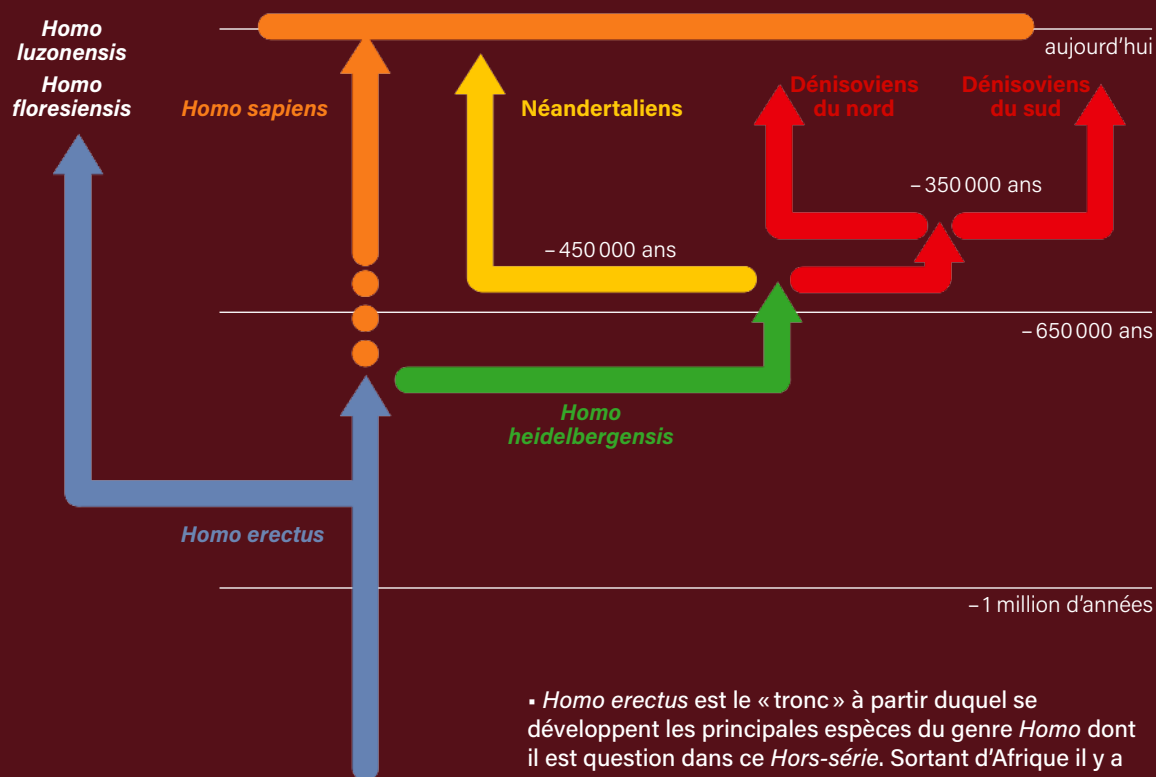 Homo
luzonensis
Homo
floresiensis
Homo sapiens
Néandertaliens
Dénisoviens
du nord
Dénisoviens
du sud
aujourd'hui
– 350 000 ans
– 450 000 ans
– 650 000 ans
Homo
heidelbergensis
Homo erectus
– 1 million d'années
▪ Homo erectus est le « tronc » à partir duquel se
développent les principales espèces du genre Homo dont
il est question dans ce Hors-série. Sortant d'Afrique il y a